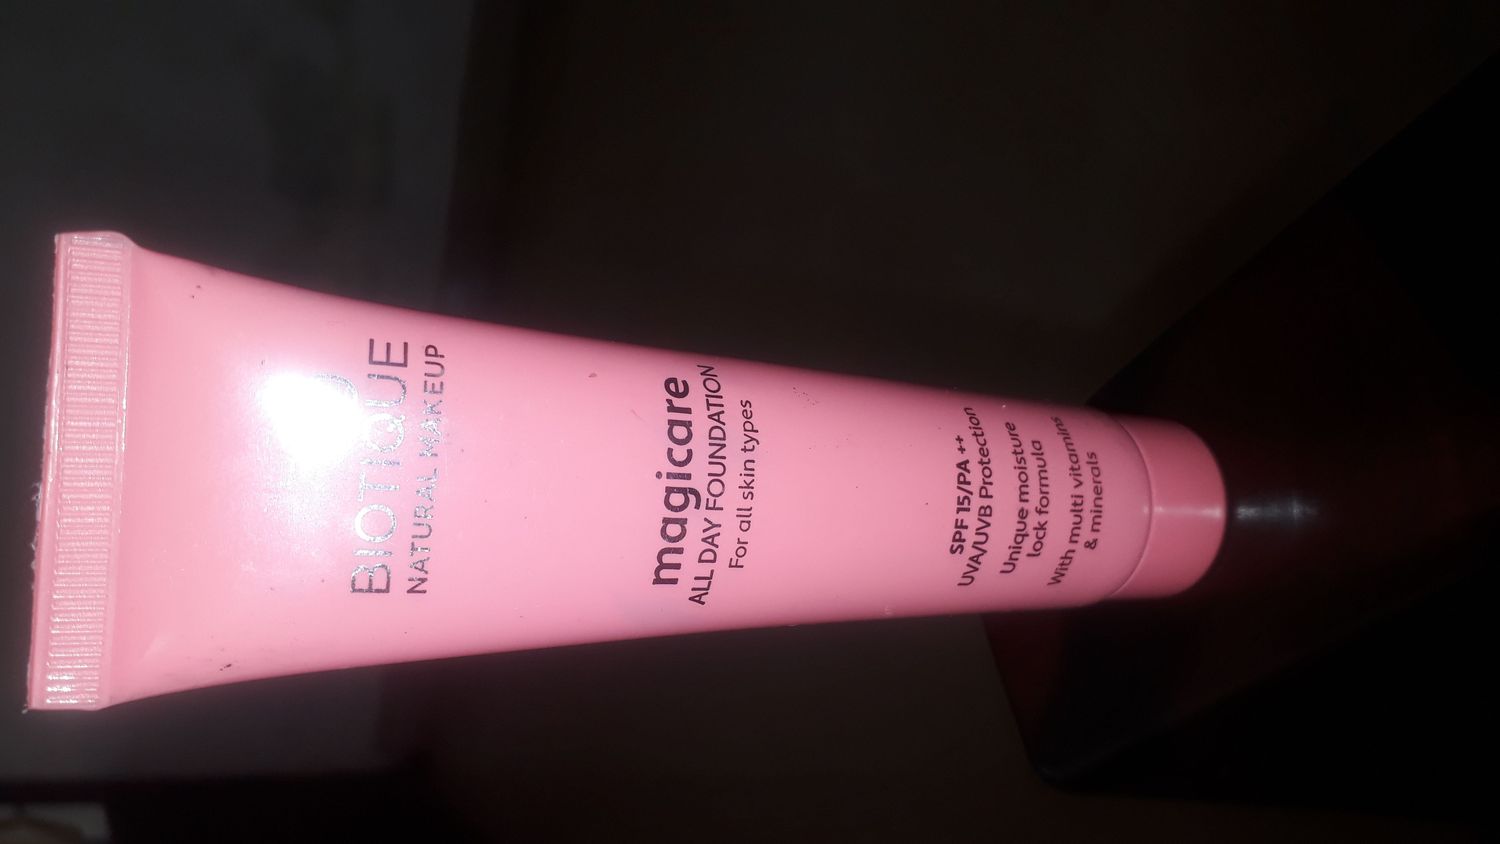 BIOTIQUE
NATURAL MAKEUP
magicare
ALL DAY FOUNDATION
For all skin types
SPF 15/PA ++
UVA/UVB Protection
Unique moisture
lock formula
With multi vitamins
& minerals